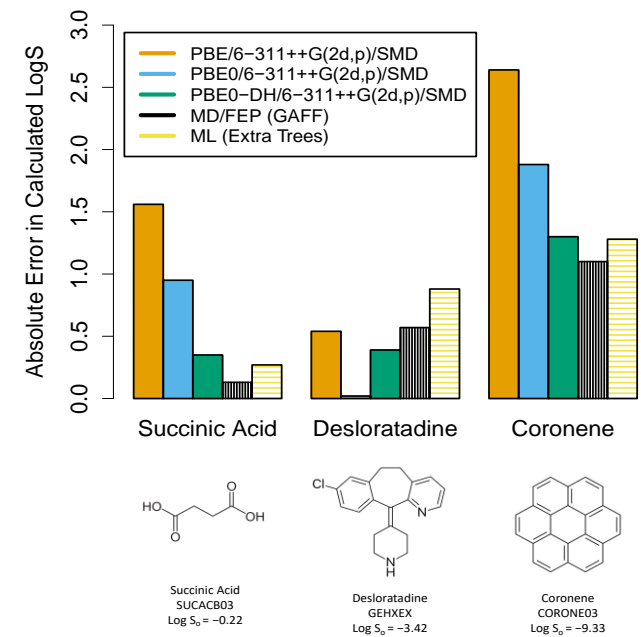 Absolute Error in Calculated LogS
3.0
2.5
2.0
1.5
1.0
0.5
0.0
PBE/6−311++G(2d,p)/SMD
PBE0/6−311++G(2d,p)/SMD
PBE0−DH/6−311++G(2d,p)/SMD
MD/FEP (GAFF)
ML (Extra Trees)
Succinic Acid Desloratadine Coronene
HO
O
O
OH
Cl
N
N
H
Succinic Acid
SUCACB03
Log Sₒ = −0.22
Desloratadine
GEHXEX
Log Sₒ = −3.42
Coronene
CORONE03
Log Sₒ = −9.33